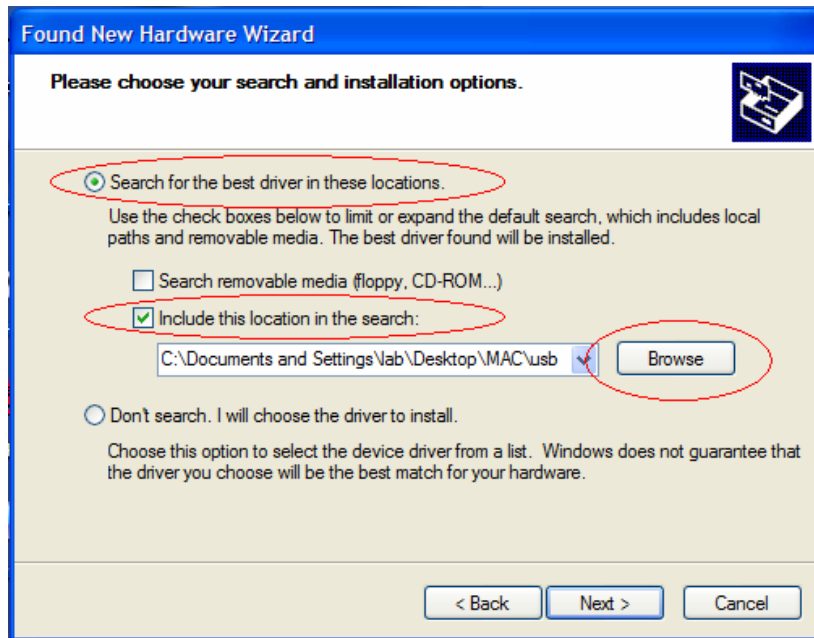 Found New Hardware Wizard
Please choose your search and installation options.
Search for the best driver in these locations.
Use the check boxes below to limit or expand the default search, which includes local
paths and removable media. The best driver found will be installed.
Search removable media (floppy, CD-ROM...)
Include this location in the search:
C:\Documents and Settings\lab\Desktop\MAC\usb
Browse
Don't search. I will choose the driver to install.
Choose this option to select the device driver from a list. Windows does not guarantee that
the driver you choose will be the best match for your hardware.
< Back Next > Cancel